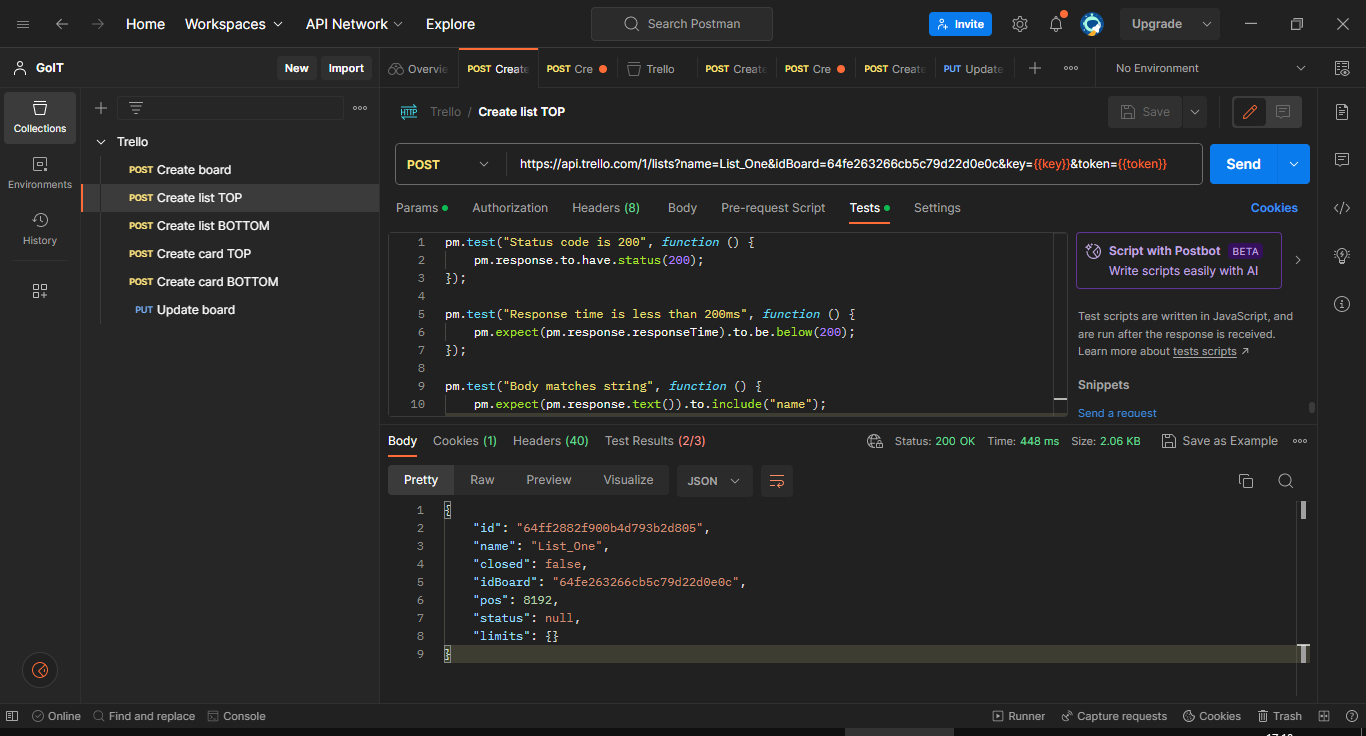 Home Workspaces API Network Explore Search Postman Invite Upgrade
GoIT New Import
Overvie POST Create POST Cre Trello POST Create POST Cre POST Create PUT Update No Environment
Collections
Environments
History
Trello
POST Create board
POST Create list TOP
POST Create list BOTTOM
POST Create card TOP
POST Create card BOTTOM
PUT Update board
HTTP Trello / Create list TOP Save
POST https://api.trello.com/1/lists?name=List_One&idBoard=64fe263266cb5c79d22d0e0c&key={{key}}&token={{token}} Send
Params Authorization Headers (8) Body Pre-request Script Tests Settings Cookies
1 pm.test("Status code is 200", function () {
2 pm.response.to.have.status(200);
3 });
4
5 pm.test("Response time is less than 200ms", function () {
6 pm.expect(pm.response.responseTime).to.be.below(200);
7 });
8
9 pm.test("Body matches string", function () {
10 pm.expect(pm.response.text()).to.include("name");
Script with Postbot BETA
Write scripts easily with AI
Test scripts are written in JavaScript, and
are run after the response is received.
Learn more about tests scripts ↗
Snippets
Send a request
Body Cookies (1) Headers (40) Test Results (2/3) Status: 200 OK Time: 448 ms Size: 2.06 KB Save as Example
Pretty Raw Preview Visualize JSON
1 {
2 "id": "64ff2882f900b4d793b2d805",
3 "name": "List_One",
4 "closed": false,
5 "idBoard": "64fe263266cb5c79d22d0e0c",
6 "pos": 8192,
7 "status": null,
8 "limits": {}
9 }
Online Find and replace Console Runner Capture requests Cookies Trash